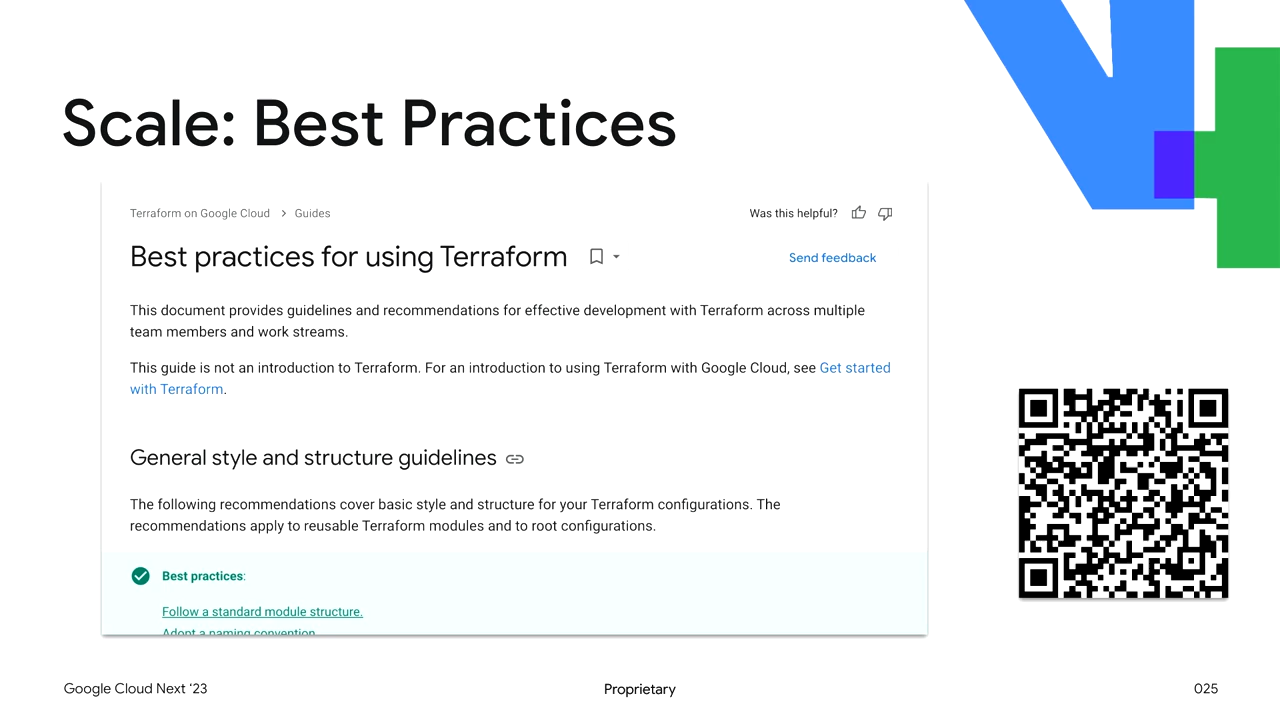 Scale: Best Practices
Terraform on Google Cloud > Guides
Was this helpful?
Best practices for using Terraform
Send feedback
This document provides guidelines and recommendations for effective development with Terraform across multiple
team members and work streams.
This guide is not an introduction to Terraform. For an introduction to using Terraform with Google Cloud, see Get started
with Terraform.
General style and structure guidelines
The following recommendations cover basic style and structure for your Terraform configurations. The
recommendations apply to reusable Terraform modules and to root configurations.
Best practices:
Follow a standard module structure.
Adopt a naming convention.
Google Cloud Next ‘23
Proprietary
025